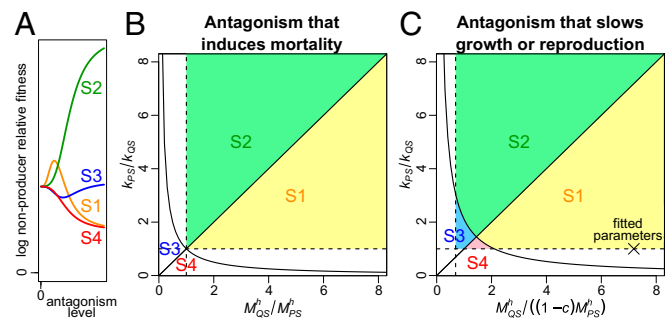 A
log non-producer relative fitness
0
S2
S3
S1
S4
0
antagonism
level
B
Antagonism that
induces mortality
k_PS/k_QS
8
6
4
2
0
S2
S1
S3
S4
0 2 4 6 8
M^h_QS/M^h_PS
C
Antagonism that slows
growth or reproduction
k_PS/k_QS
8
6
4
2
0
S2
S1
S3
S4
fitted
parameters
0 2 4 6 8
M^h_QS/((1−c)M^h_PS)